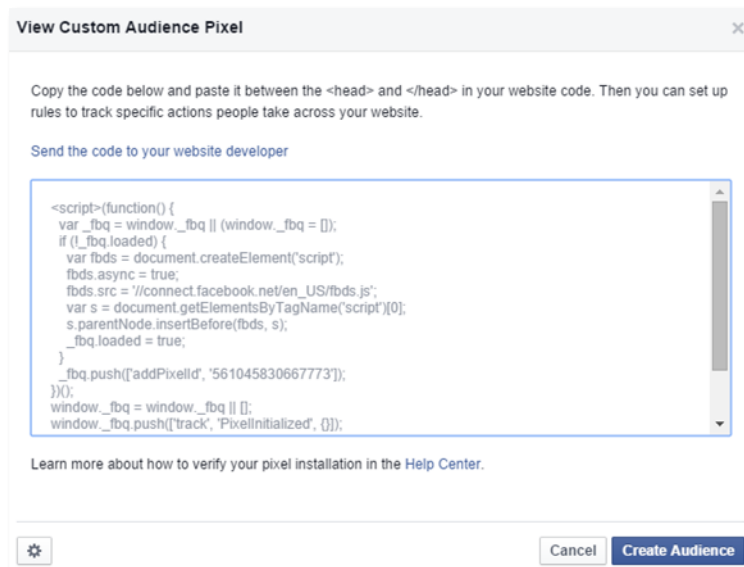 View Custom Audience Pixel
Copy the code below and paste it between the <head> and </head> in your website code. Then you can set up
rules to track specific actions people take across your website.
Send the code to your website developer
<script>(function() {
var _fbq = window._fbq || (window._fbq = []);
if (!_fbq.loaded) {
var fbds = document.createElement('script');
fbds.async = true;
fbds.src = '//connect.facebook.net/en_US/fbds.js';
var s = document.getElementsByTagName('script')[0];
s.parentNode.insertBefore(fbds, s);
_fbq.loaded = true;
}
_fbq.push(['addPixelId', '561045830667773']);
})();
window._fbq = window._fbq || [];
window._fbq.push(['track', 'PixelInitialized', {}]);
Learn more about how to verify your pixel installation in the Help Center.
Cancel Create Audience